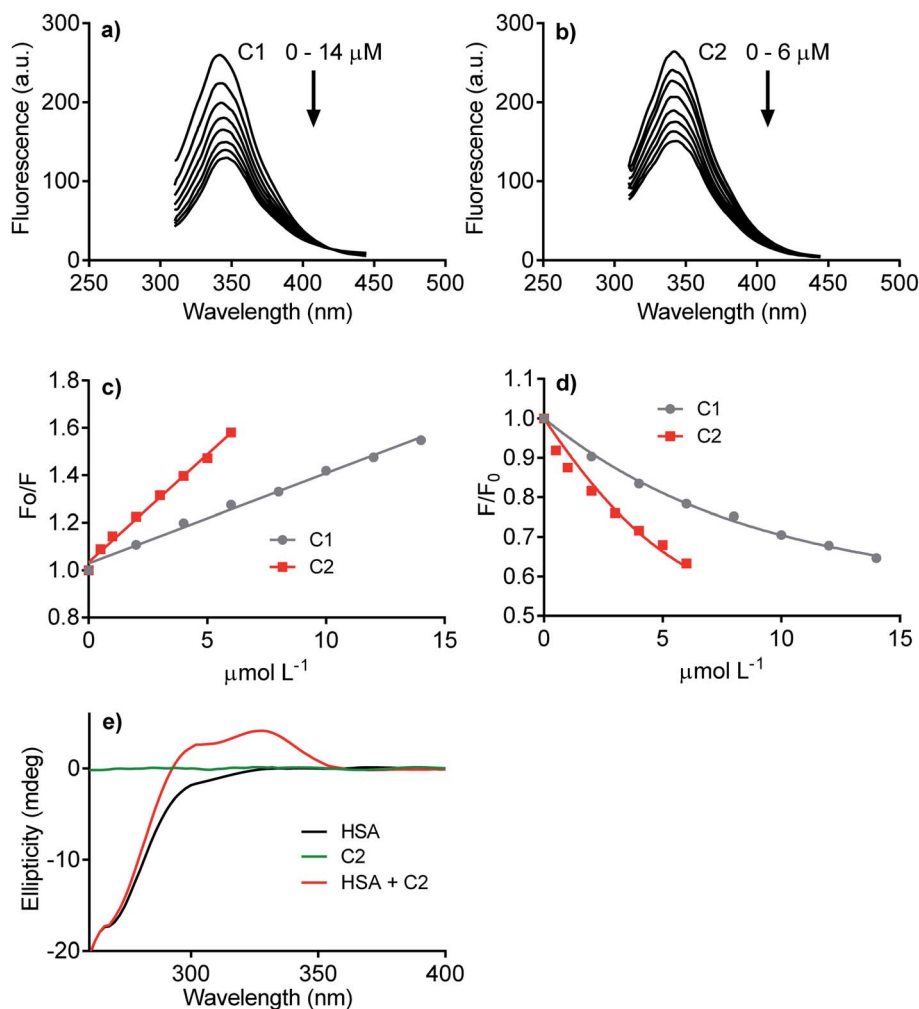 a)
C1 0 - 14 μM
Fluorescence (a.u.)
300
200
100
0
250 300 350 400 450 500
Wavelength (nm)
b)
C2 0 - 6 μM
Fluorescence (a.u.)
300
200
100
0
250 300 350 400 450 500
Wavelength (nm)
c)
Fo/F
1.8
1.6
1.4
1.2
1.0
0.8
C1
C2
0 5 10 15
μmol L⁻¹
d)
F/F₀
1.1
1.0
0.9
0.8
0.7
0.6
0.5
C1
C2
0 5 10 15
μmol L⁻¹
e)
Ellipticity (mdeg)
0
-10
-20
HSA
C2
HSA + C2
300 350 400
Wavelength (nm)